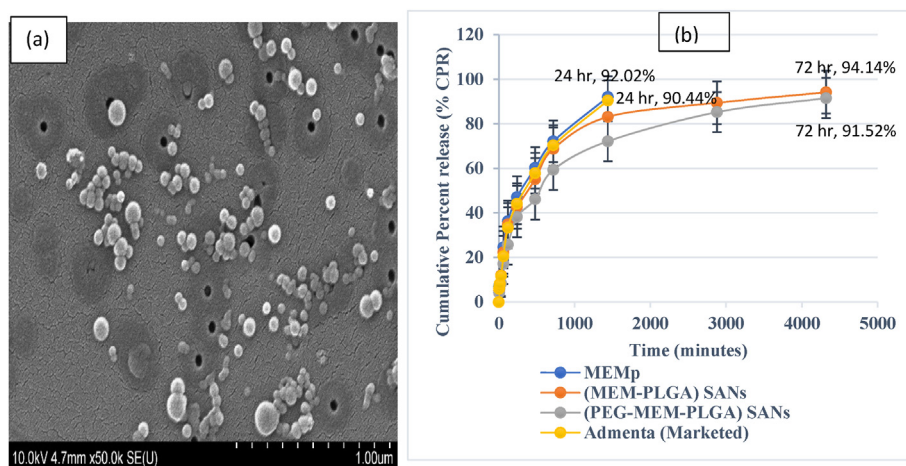 (a)
10.0kV 4.7mm x50.0k SE(U)
1.00um
(b)
Cumulative Percent release (% CPR)
120
100
80
60
40
20
0
24 hr, 92.02%
24 hr, 90.44%
72 hr, 94.14%
72 hr, 91.52%
0 1000 2000 3000 4000 5000
Time (minutes)
MEMp
(MEM-PLGA) SANs
(PEG-MEM-PLGA) SANs
Admenta (Marketed)